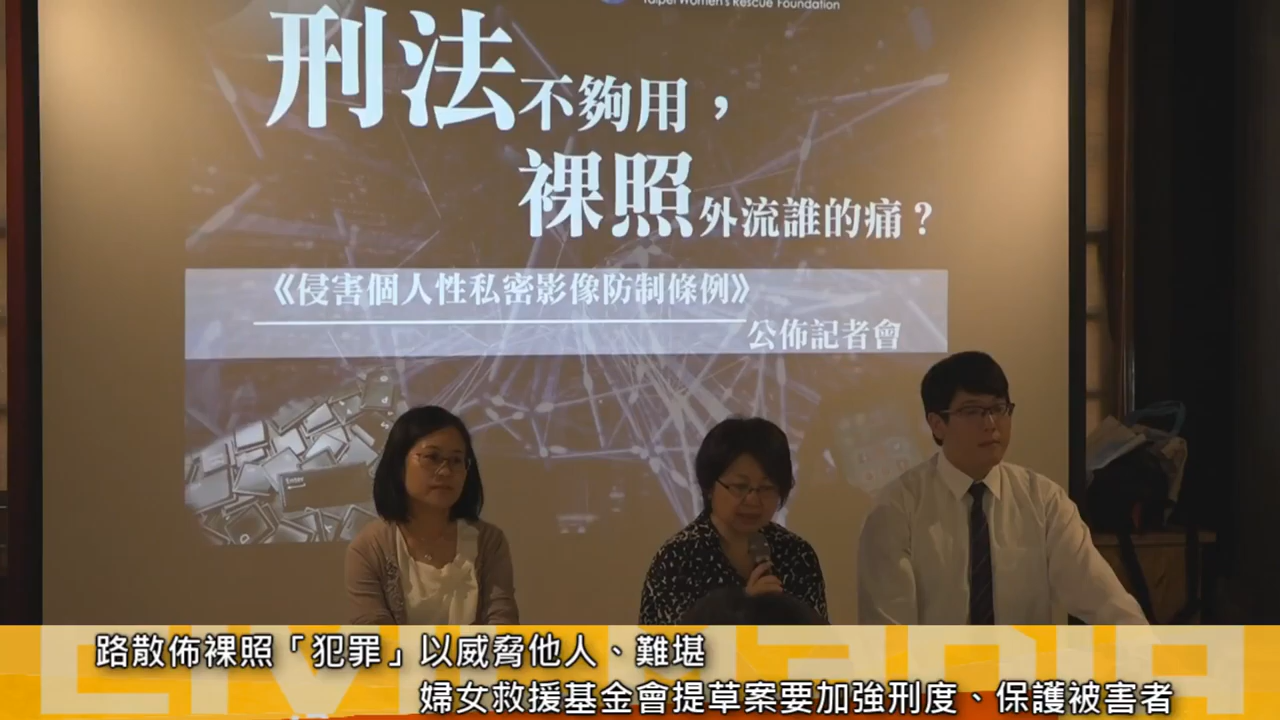 Taipei Women's Rescue Foundation
刑法不夠用，
裸照外流誰的痛？
《侵害個人性私密影像防制條例》
公佈記者會
Enter
路散佈裸照「犯罪」以威脅他人、難堪
婦女救援基金會提草案要加強刑度、保護被害者